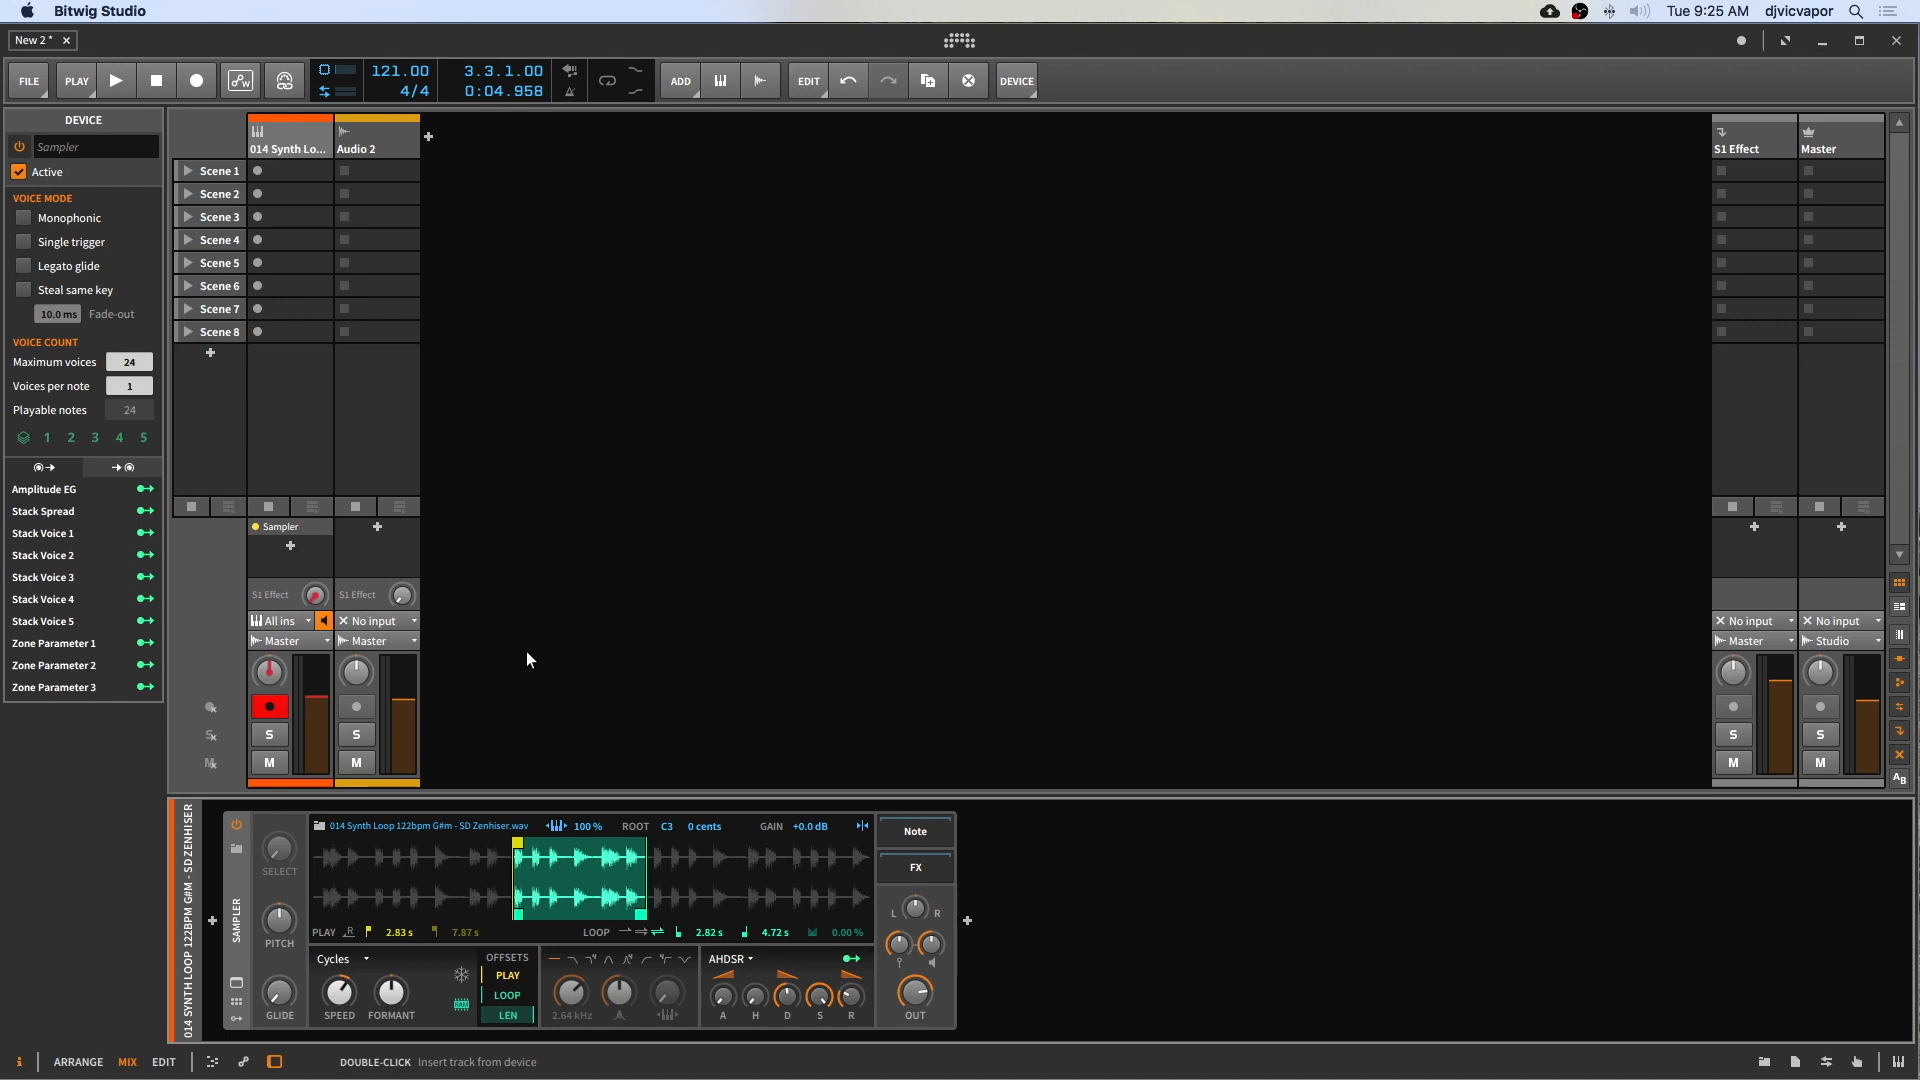 Bitwig Studio
Tue 9:25 AM djvicvapor
New 2 *
FILE PLAY 121.00 3.3.1.00 ADD EDIT DEVICE
4/4 0:04.958
DEVICE
Sampler
Active
VOICE MODE
Monophonic
Single trigger
Legato glide
Steal same key
10.0 ms Fade-out
VOICE COUNT
Maximum voices 24
Voices per note 1
Playable notes 24
1 2 3 4 5
Amplitude EG
Stack Spread
Stack Voice 1
Stack Voice 2
Stack Voice 3
Stack Voice 4
Stack Voice 5
Zone Parameter 1
Zone Parameter 2
Zone Parameter 3
014 Synth Lo... Audio 2 S1 Effect Master
Scene 1
Scene 2
Scene 3
Scene 4
Scene 5
Scene 6
Scene 7
Scene 8
Sampler
S1 Effect S1 Effect
All ins No input No input No input
Master Master Master Studio
S S S S
M M M M
AB
014 SYNTH LOOP 122BPM G#M - SD ZENHISER
SAMPLER
SELECT
PITCH
GLIDE
014 Synth Loop 122bpm G#m - SD Zenhiser.wav 100 % ROOT C3 0 cents GAIN +0.0 dB
PLAY R 2.83 s 7.87 s LOOP 2.82 s 4.72 s 0.00 %
Cycles OFFSETS AHDSR
PLAY
LOOP
LEN
SPEED FORMANT 2.64 kHz A H D S R
Note
FX
L R
OUT
ARRANGE MIX EDIT DOUBLE-CLICK Insert track from device